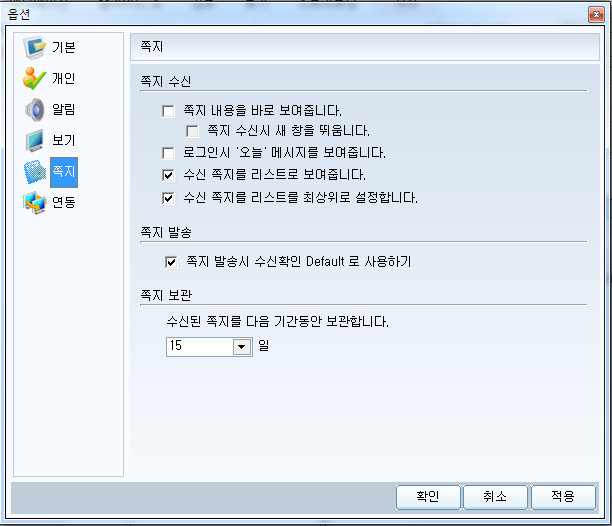 옵션
기본
개인
알림
보기
쪽지
연동
쪽지
쪽지 수신
쪽지 내용을 바로 보여줍니다.
쪽지 수신시 새 창을 뛰움니다.
로그인시 '오늘' 메시지를 보여줍니다.
수신 쪽지를 리스트로 보여줍니다.
수신 쪽지를 리스트를 최상위로 설정합니다.
쪽지 발송
쪽지 발송시 수신확인 Default 로 사용하기
쪽지 보관
수신된 쪽지를 다음 기간동안 보관합니다.
15 일
확인 취소 적용